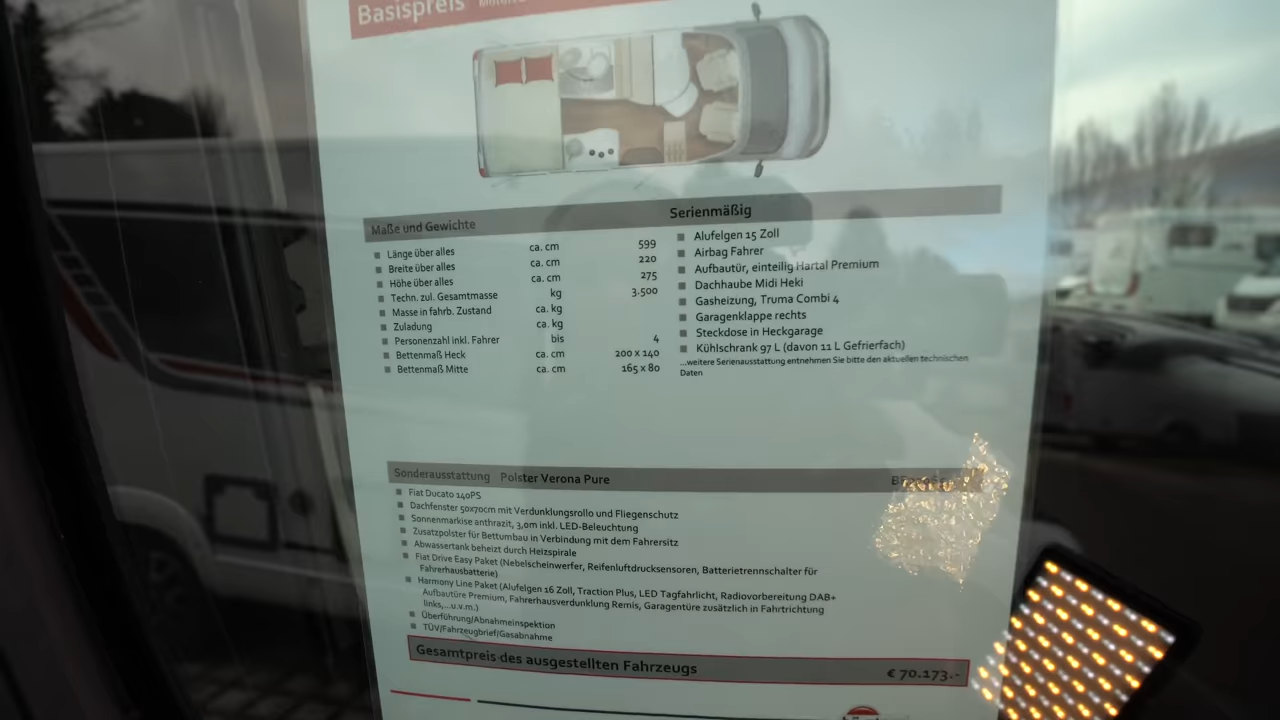 Basispreis
Maße und Gewichte
Länge über alles ca. cm 599
Breite über alles ca. cm 220
Höhe über alles ca. cm 275
Techn. zul. Gesamtmasse kg 3.500
Masse in fahrb. Zustand ca. kg
Zuladung ca. kg
Personenzahl inkl. Fahrer bis 4
Bettenmaß Heck ca. cm 200 x 140
Bettenmaß Mitte ca. cm 165 x 80
Serienmäßig
Alufelgen 15 Zoll
Airbag Fahrer
Aufbautür, einteilig Hartal Premium
Dachhaube Midi Heki
Gasheizung, Truma Combi 4
Garagenklappe rechts
Steckdose in Heckgarage
Kühlschrank 97 L (davon 11 L Gefrierfach)
...weitere Serienausstattung entnehmen Sie bitte den aktuellen technischen
Daten
Sonderausstattung Polster Verona Pure
Fiat Ducato 140PS
Dachfenster 50x70cm mit Verdunklungsrollo und Fliegenschutz
Sonnenmarkise anthrazit, 3,0m inkl. LED-Beleuchtung
Zusatzpolster für Bettumbau in Verbindung mit dem Fahrersitz
Abwassertank beheizt durch Heizspirale
Fiat Drive Easy Paket (Nebelscheinwerfer, Reifenluftdrucksensoren, Batterietrennschalter für
Fahrerhausbatterie)
Harmony Line Paket (Alufelgen 16 Zoll, Traction Plus, LED Tagfahrlicht, Radiovorbereitung DAB+
Aufbautüre Premium, Fahrerhausverdunklung Remis, Garagentüre zusätzlich in Fahrtrichtung
links,...u.v.m.)
Überführung/Abnahmeinspektion
TÜV/Fahrzeugbrief/Gasabnahme
Gesamtpreis des ausgestellten Fahrzeugs € 70.173.-